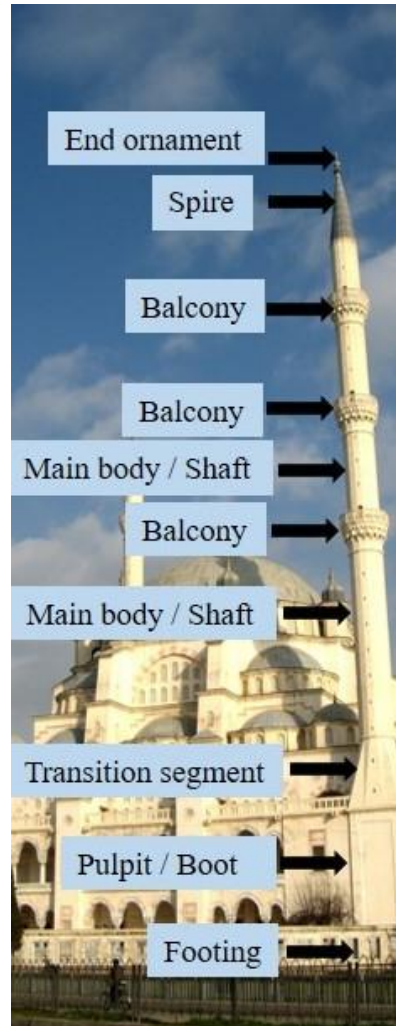 End ornament
Spire
Balcony
Balcony
Main body / Shaft
Balcony
Main body / Shaft
Transition segment
Pulpit / Boot
Footing